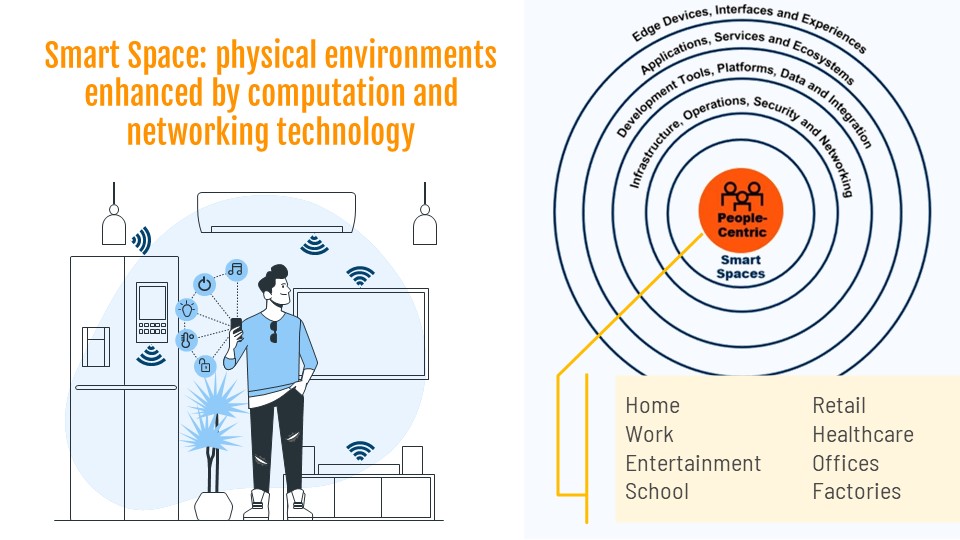 Smart Space: physical environments
enhanced by computation and
networking technology
Edge Devices, Interfaces and Experiences
Applications, Services and Ecosystems
Development Tools, Platforms, Data and Integration
Infrastructure, Operations, Security and Networking
People-
Centric
Smart
Spaces
Home
Work
Entertainment
School
Retail
Healthcare
Offices
Factories